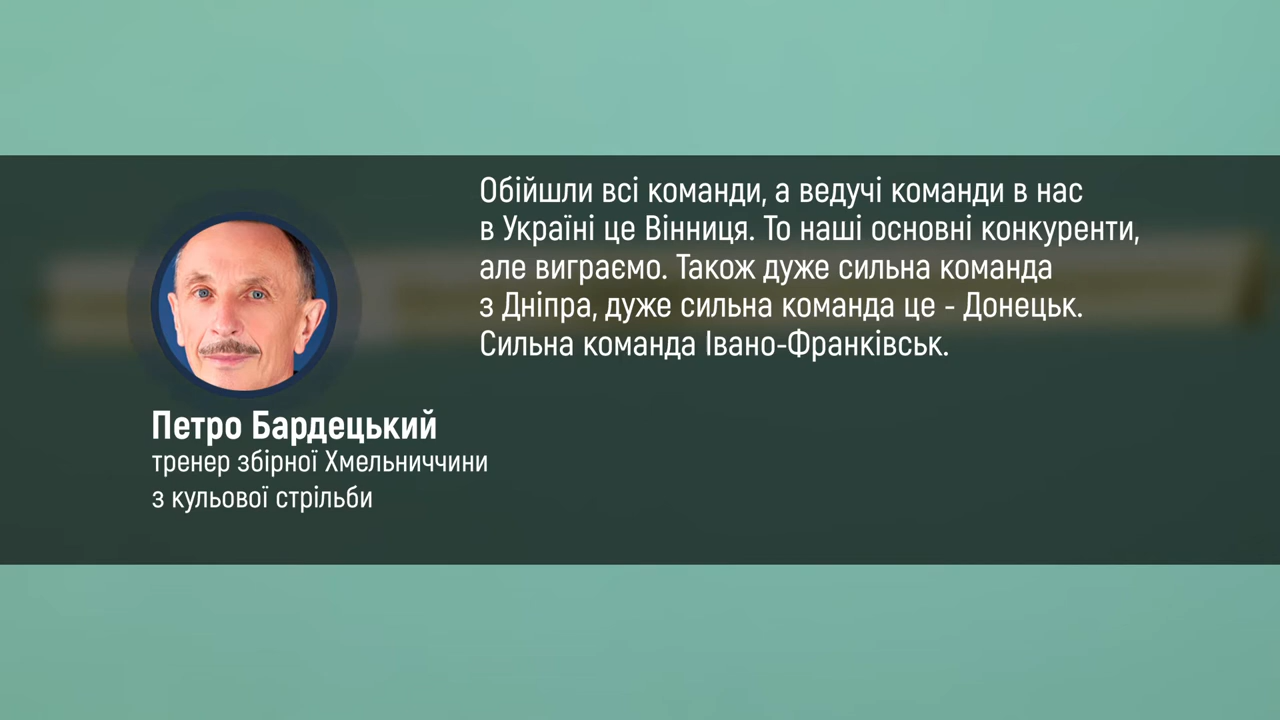 Обійшли всі команди, а ведучі команди в нас
в Україні це Вінниця. То наші основні конкуренти,
але виграємо. Також дуже сильна команда
з Дніпра, дуже сильна команда це - Донецьк.
Сильна команда Івано-Франківськ.
Петро Бардецький
тренер збірної Хмельниччини
з кульової стрільби